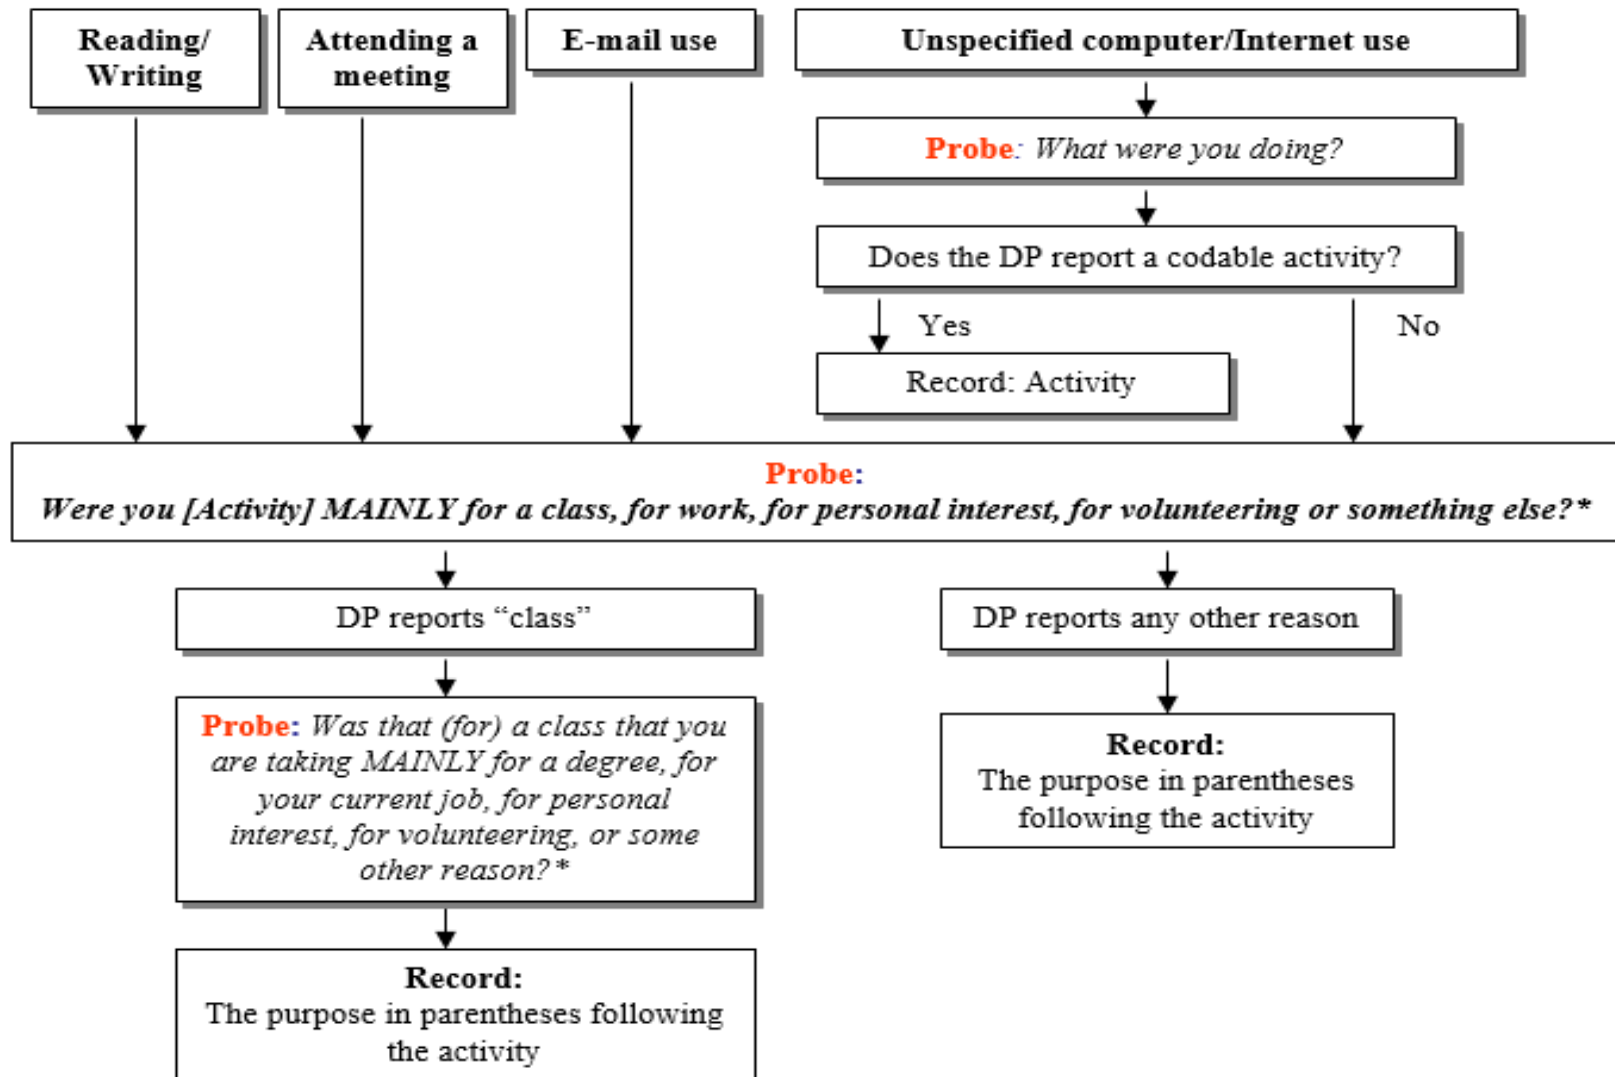 Reading/
Writing
Attending a
meeting
E-mail use
Unspecified computer/Internet use
Probe: What were you doing?
Does the DP report a codable activity?
Yes
No
Record: Activity
Probe:
Were you [Activity] MAINLY for a class, for work, for personal interest, for volunteering or something else?*
DP reports “class”
DP reports any other reason
Probe: Was that (for) a class that you
are taking MAINLY for a degree, for
your current job, for personal
interest, for volunteering, or some
other reason?*
Record:
The purpose in parentheses
following the activity
Record:
The purpose in parentheses following
the activity